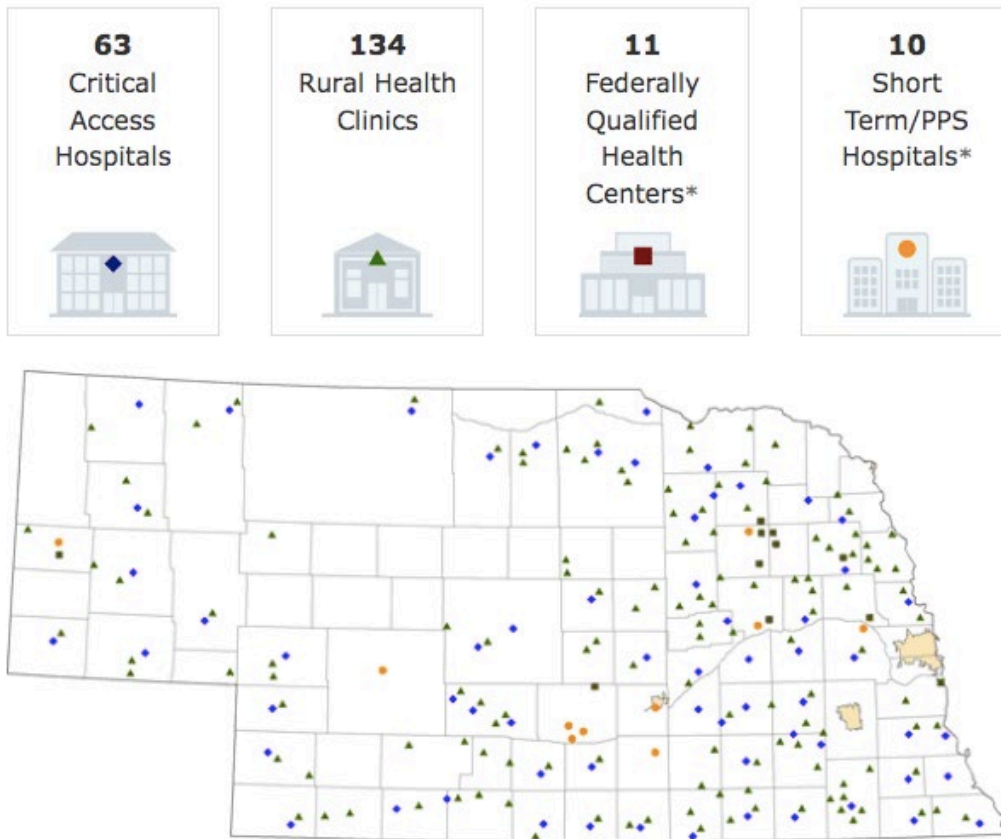 63
Critical
Access
Hospitals
134
Rural Health
Clinics
11
Federally
Qualified
Health
Centers*
10
Short
Term/PPS
Hospitals*